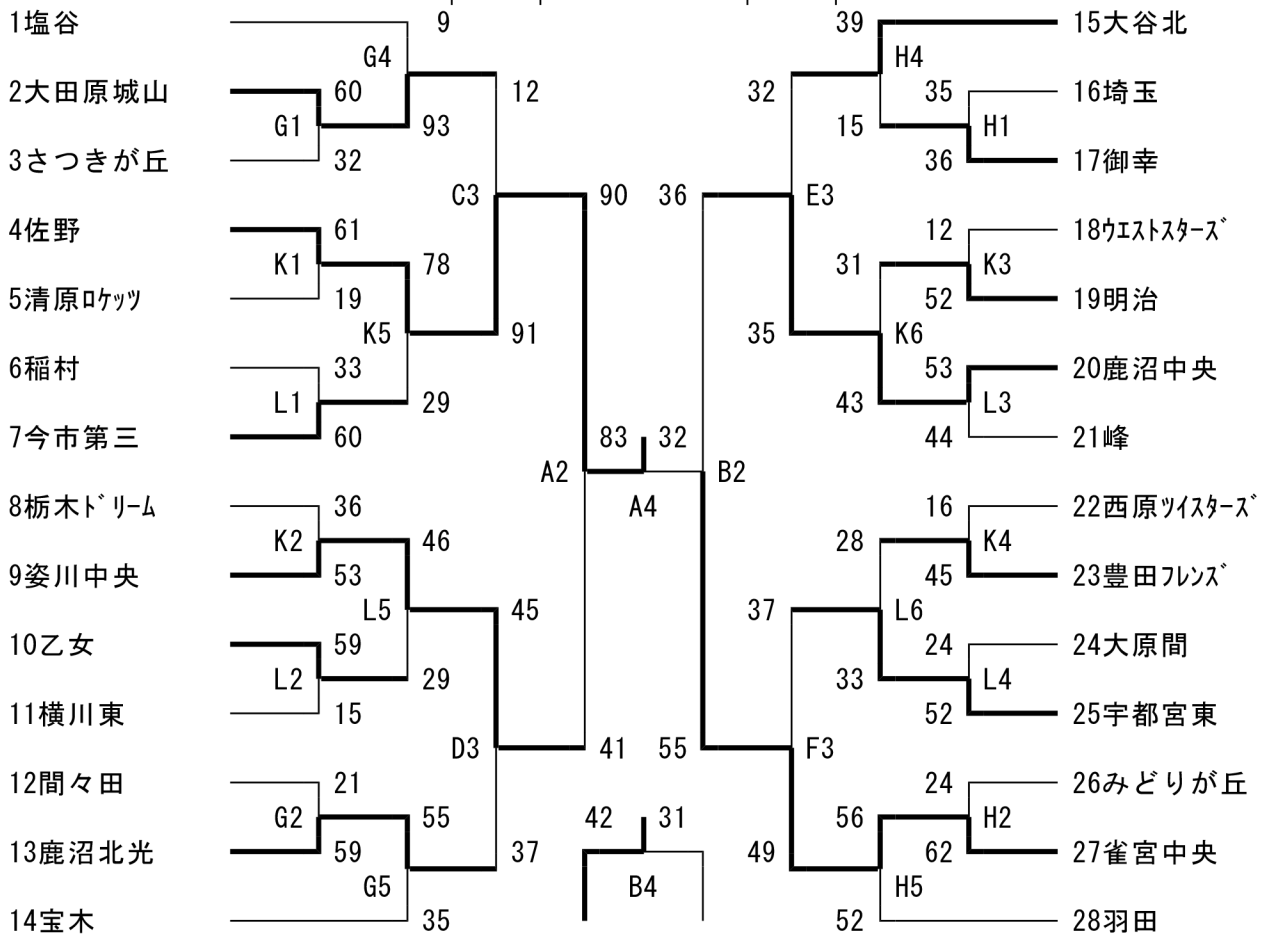 1塩谷 9 39 15大谷北
G4 H4
2大田原城山 60 12 32 35 16埼玉
G1 93 15 H1
3さつきが丘 32 36 17御幸
C3 90 36 E3
4佐野 61 12 18ｳｴｽﾄｽﾀｰｽﾞ
K1 78 31 K3
5清原ﾛｹｯﾂ 19 52 19明治
K5 91 35 K6
6稲村 33 53 20鹿沼中央
L1 29 43 L3
7今市第三 60 83 32 44 21峰
A2 B2
8栃木ﾄﾞﾘｰﾑ 36 A4 16 22西原ﾂｲｽﾀｰｽﾞ
K2 46 28 K4
9姿川中央 53 45 23豊田ﾌﾚﾝｽﾞ
L5 45 37 L6
10乙女 59 24 24大原間
L2 29 33 L4
11横川東 15 52 25宇都宮東
D3 41 55 F3
12間々田 21 24 26みどりが丘
G2 55 42 31 56 H2
13鹿沼北光 59 37 49 62 27雀宮中央
G5 B4 H5
14宝木 35 52 28羽田